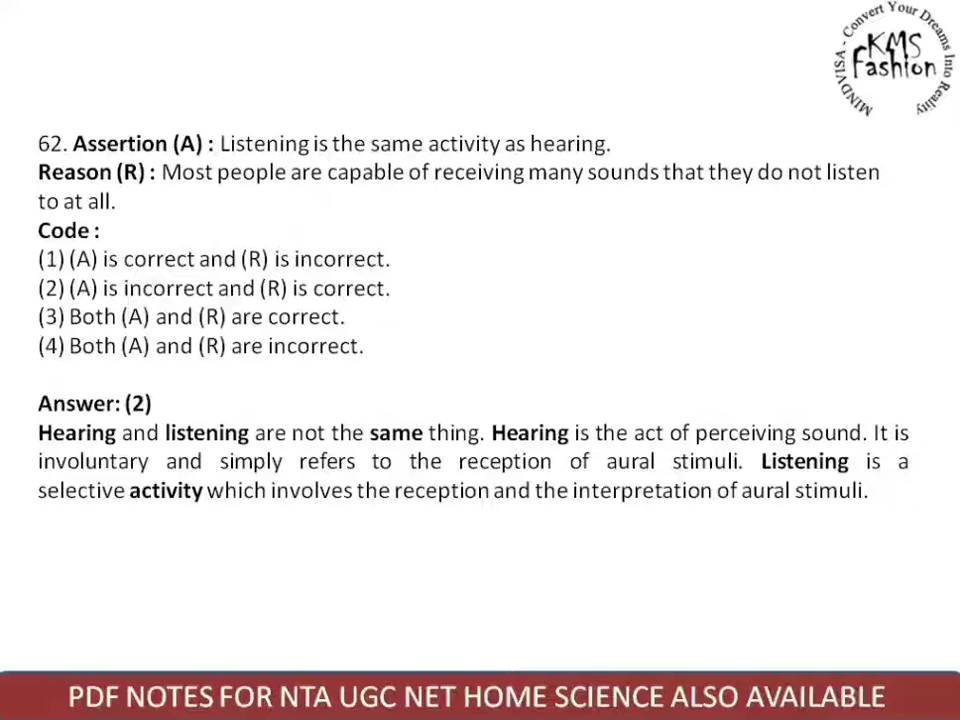 MINDVISA - Convert Your Dreams Into Reality
KMS
Fashion
62. Assertion (A) : Listening is the same activity as hearing.
Reason (R) : Most people are capable of receiving many sounds that they do not listen
to at all.
Code :
(1) (A) is correct and (R) is incorrect.
(2) (A) is incorrect and (R) is correct.
(3) Both (A) and (R) are correct.
(4) Both (A) and (R) are incorrect.
Answer: (2)
Hearing and listening are not the same thing. Hearing is the act of perceiving sound. It is
involuntary and simply refers to the reception of aural stimuli. Listening is a
selective activity which involves the reception and the interpretation of aural stimuli.
PDF NOTES FOR NTA UGC NET HOME SCIENCE ALSO AVAILABLE